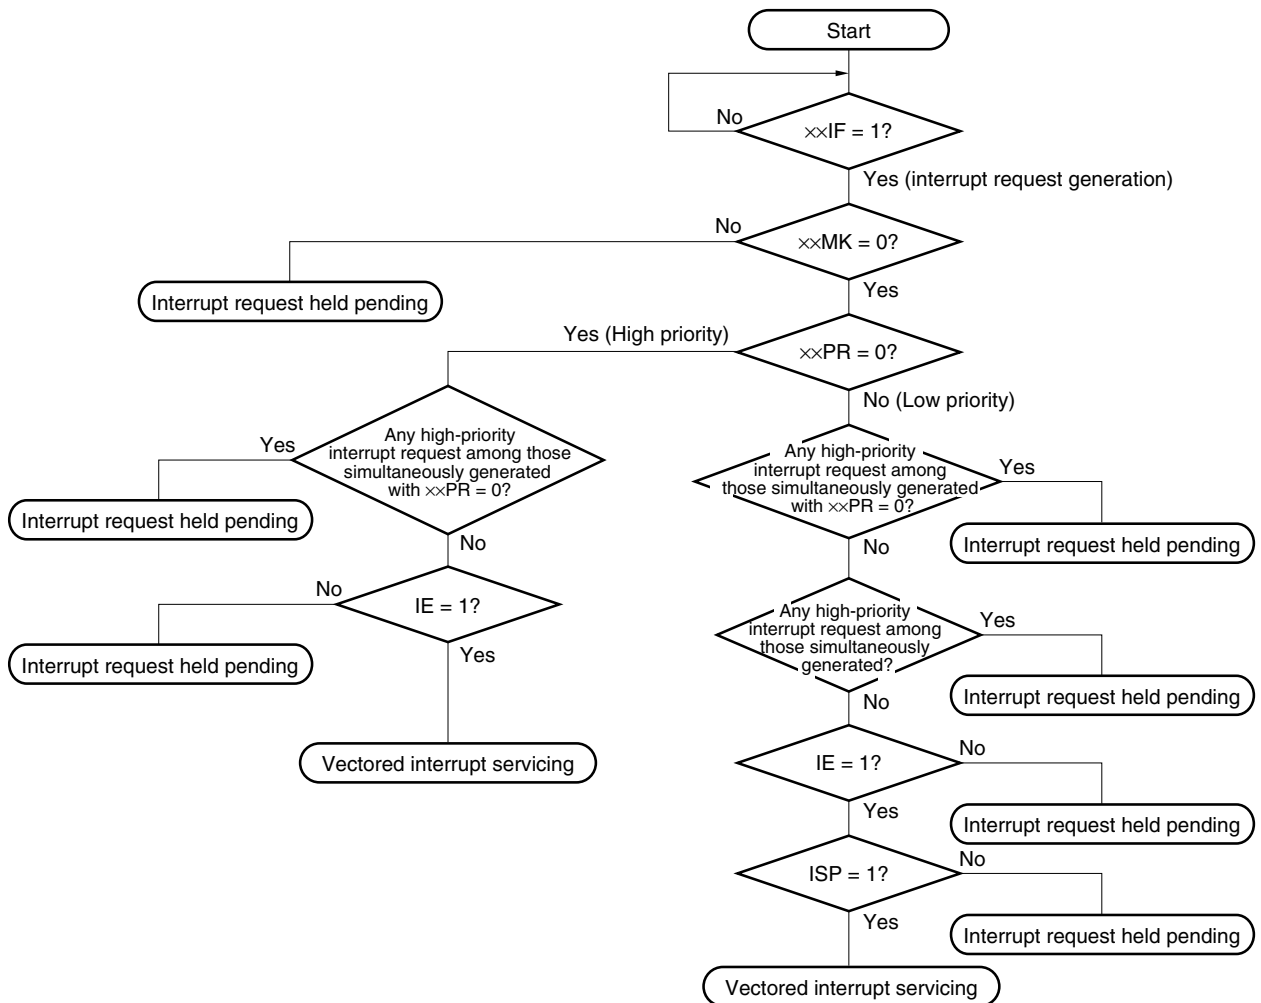 Start
No
××IF = 1?
Yes (interrupt request generation)
No
××MK = 0?
Interrupt request held pending
Yes
Yes (High priority)
××PR = 0?
No (Low priority)
Yes
Any high-priority
interrupt request among those
simultaneously generated
with ××PR = 0?
Any high-priority
interrupt request among
those simultaneously generated
with ××PR = 0?
Yes
Interrupt request held pending
No
Interrupt request held pending
No
No
IE = 1?
Any high-priority
interrupt request among
those simultaneously
generated?
Yes
Interrupt request held pending
Yes
Interrupt request held pending
No
Vectored interrupt servicing
IE = 1?
No
Yes
Interrupt request held pending
ISP = 1?
No
Yes
Interrupt request held pending
Vectored interrupt servicing